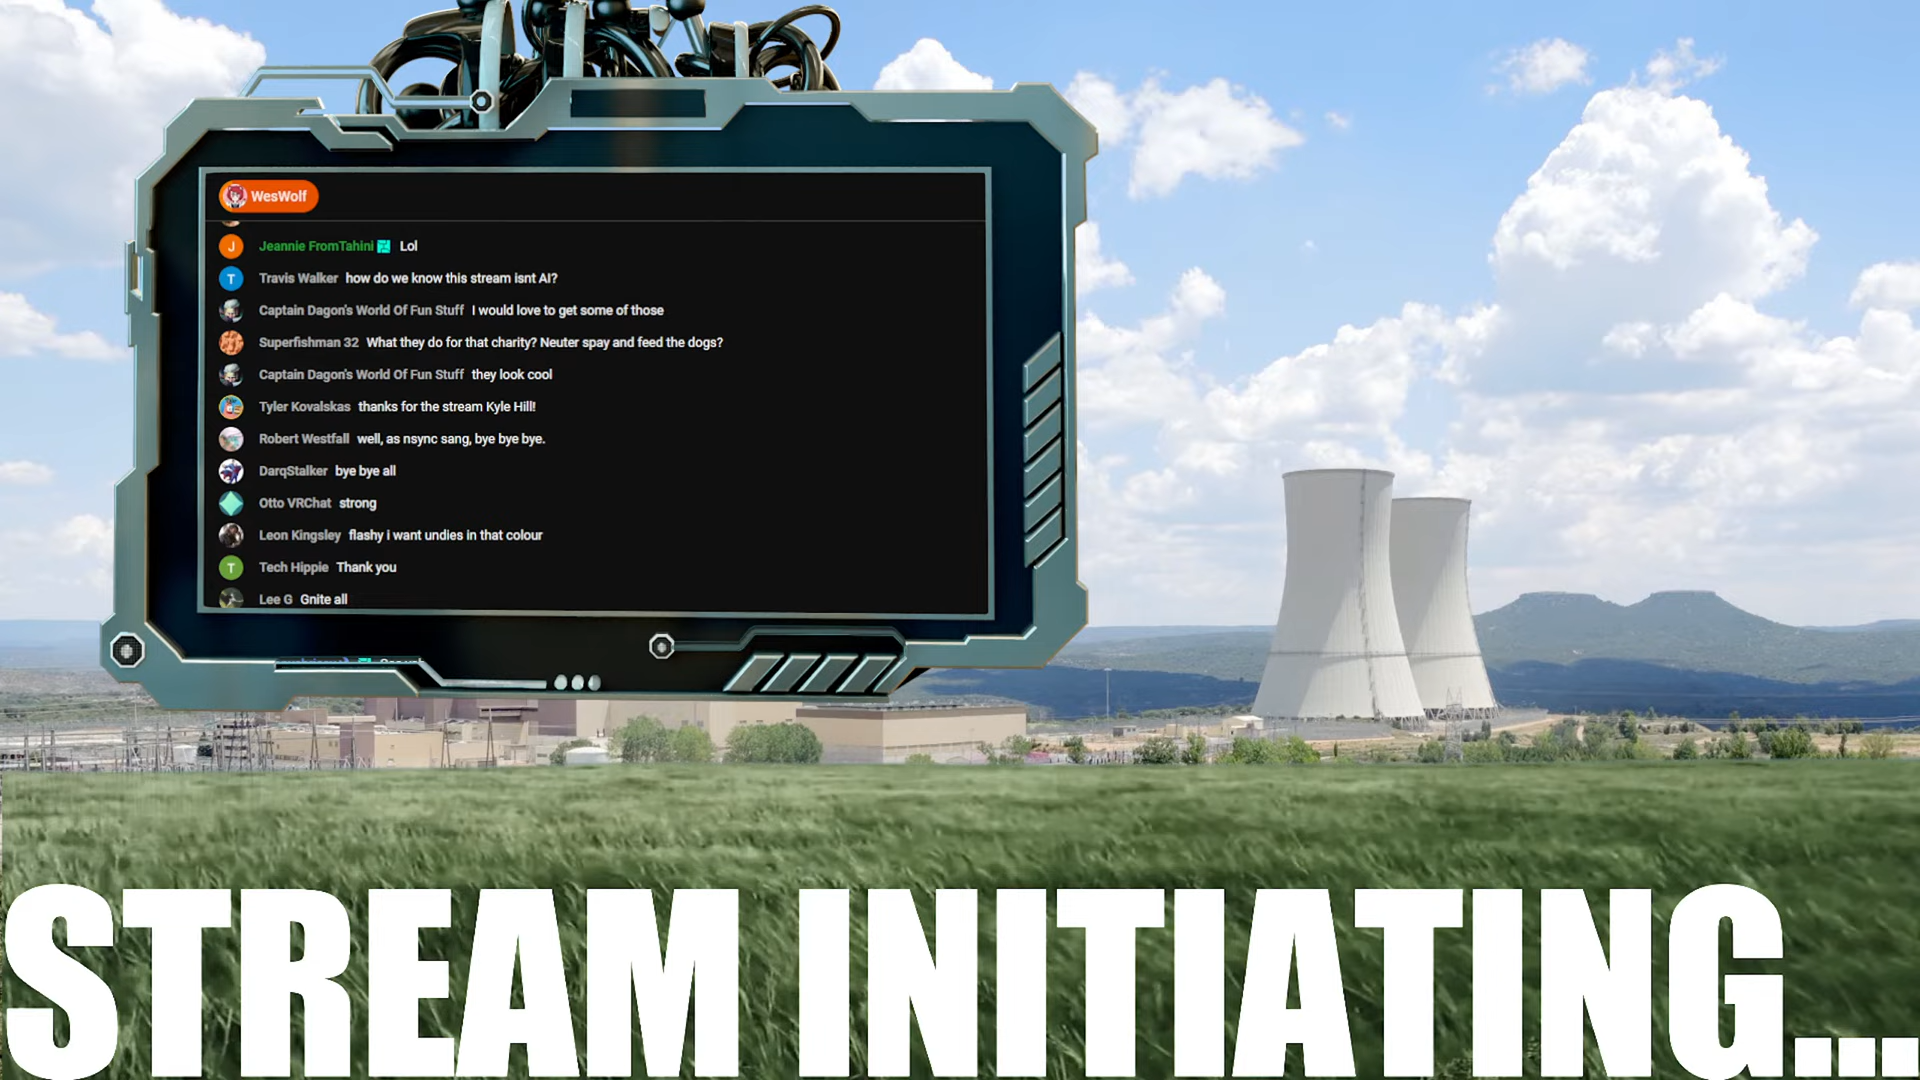 WesWolf
J Jeannie FromTahini Lol
T Travis Walker how do we know this stream isnt AI?
Captain Dagon's World Of Fun Stuff I would love to get some of those
Superfishman 32 What they do for that charity? Neuter spay and feed the dogs?
Captain Dagon's World Of Fun Stuff they look cool
Tyler Kovalskas thanks for the stream Kyle Hill!
Robert Westfall well, as nsync sang, bye bye bye.
DarqStalker bye bye all
Otto VRChat strong
Leon Kingsley flashy i want undies in that colour
T Tech Hippie Thank you
Lee G Gnite all
STREAM INITIATING...